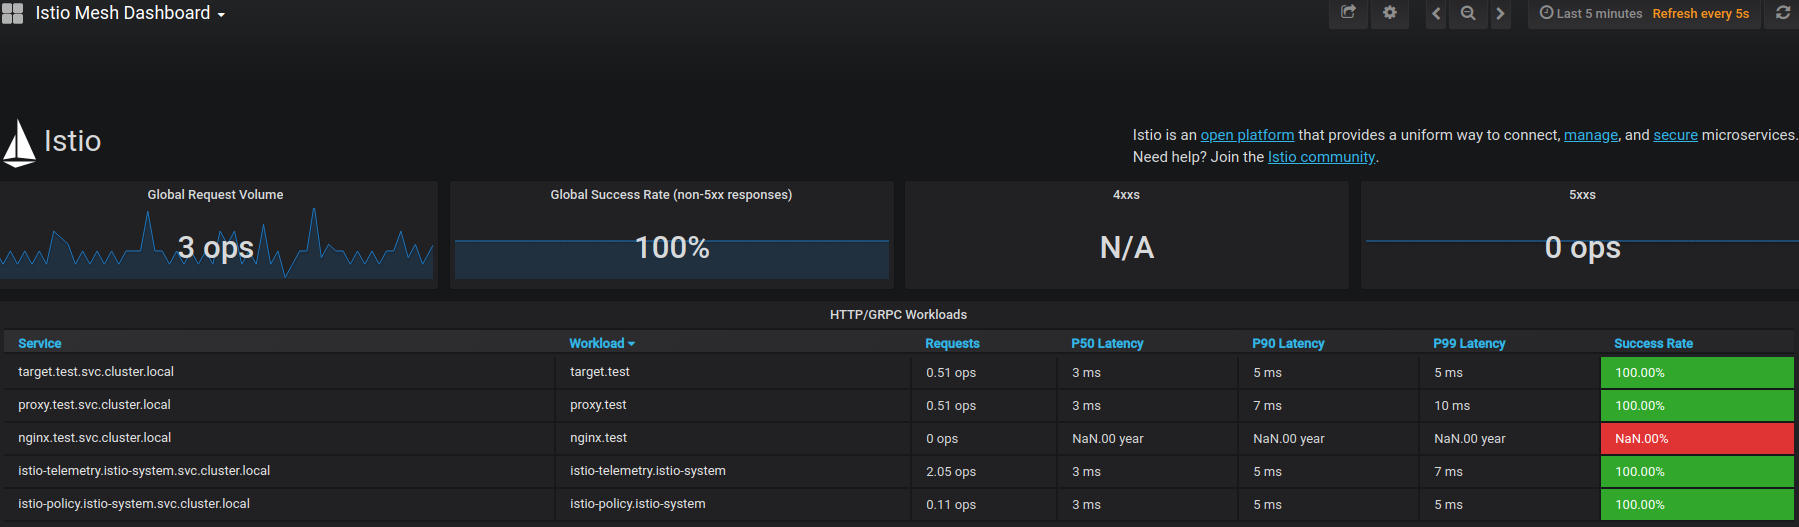 Istio Mesh Dashboard
Last 5 minutes Refresh every 5s
Istio
Istio is an open platform that provides a uniform way to connect, manage, and secure microservices.
Need help? Join the Istio community.
Global Request Volume
3 ops
Global Success Rate (non-5xx responses)
100%
4xxs
N/A
5xxs
0 ops
HTTP/GRPC Workloads
Service Workload Requests P50 Latency P90 Latency P99 Latency Success Rate
target.test.svc.cluster.local target.test 0.51 ops 3 ms 5 ms 5 ms 100.00%
proxy.test.svc.cluster.local proxy.test 0.51 ops 3 ms 7 ms 10 ms 100.00%
nginx.test.svc.cluster.local nginx.test 0 ops NaN.00 year NaN.00 year NaN.00 year NaN.00%
istio-telemetry.istio-system.svc.cluster.local istio-telemetry.istio-system 2.05 ops 3 ms 5 ms 7 ms 100.00%
istio-policy.istio-system.svc.cluster.local istio-policy.istio-system 0.11 ops 3 ms 5 ms 5 ms 100.00%